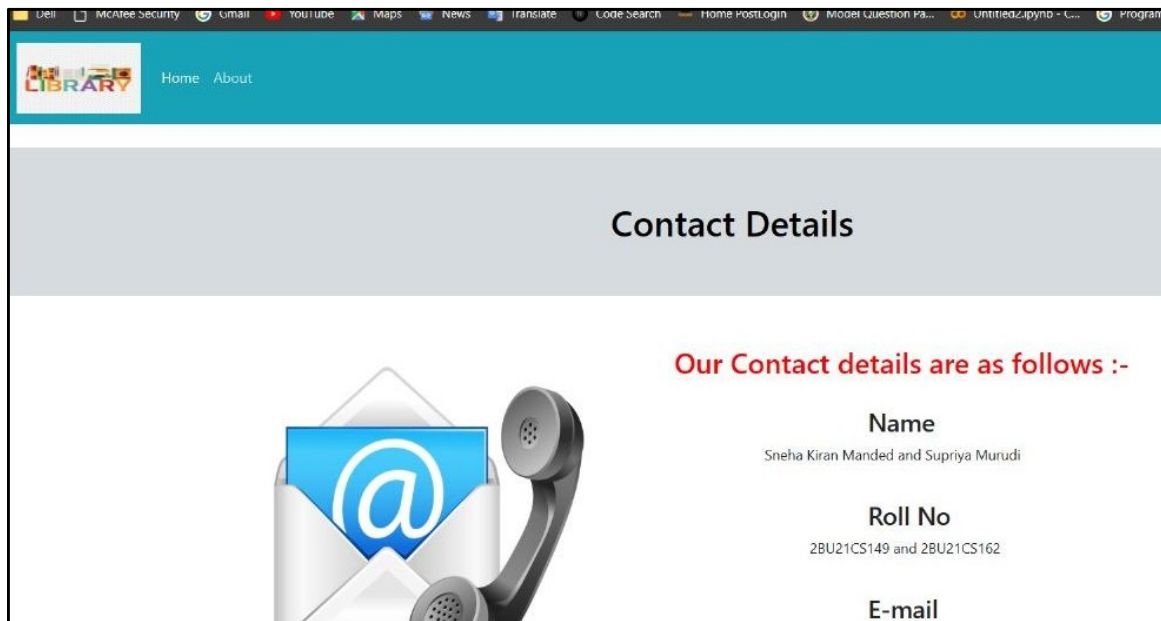 Dell McAfee Security Gmail YouTube Maps News Translate Code Search Home PostLogin Model Question Pa... Untitled2.ipynb - C... Program
LIBRARY
Home About
Contact Details
Our Contact details are as follows :-
@
Name
Sneha Kiran Manded and Supriya Murudi
Roll No
2BU21CS149 and 2BU21CS162
E-mail